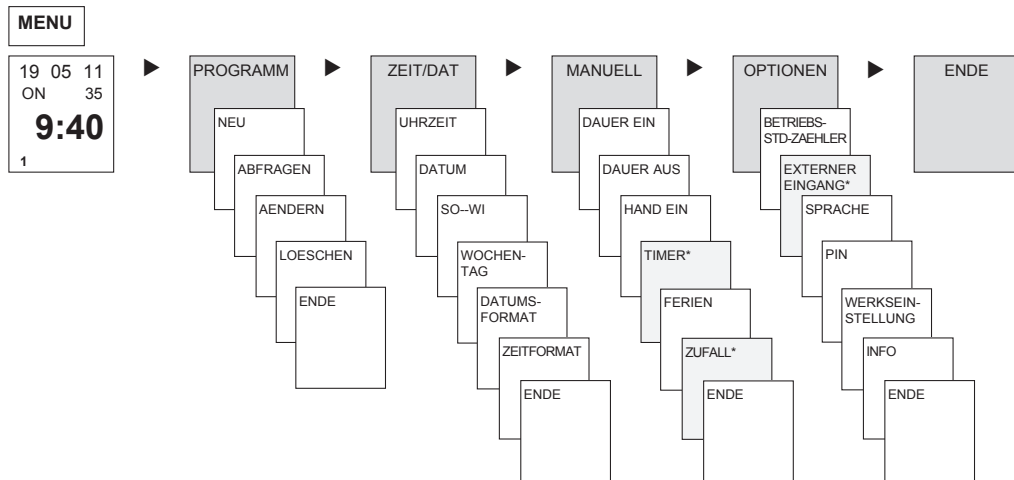 MENU
19 05 11
ON 35
9:40
1
PROGRAMM
NEU
ABFRAGEN
AENDERN
LOESCHEN
ENDE
ZEIT/DAT
UHRZEIT
DATUM
SO--WI
WOCHEN-
TAG
DATUMS-
FORMAT
ZEITFORMAT
ENDE
MANUELL
DAUER EIN
DAUER AUS
HAND EIN
TIMER*
FERIEN
ZUFALL*
ENDE
OPTIONEN
BETRIEBS-
STD-ZAEHLER
EXTERNER
EINGANG*
SPRACHE
PIN
WERKSEIN-
STELLUNG
INFO
ENDE
ENDE